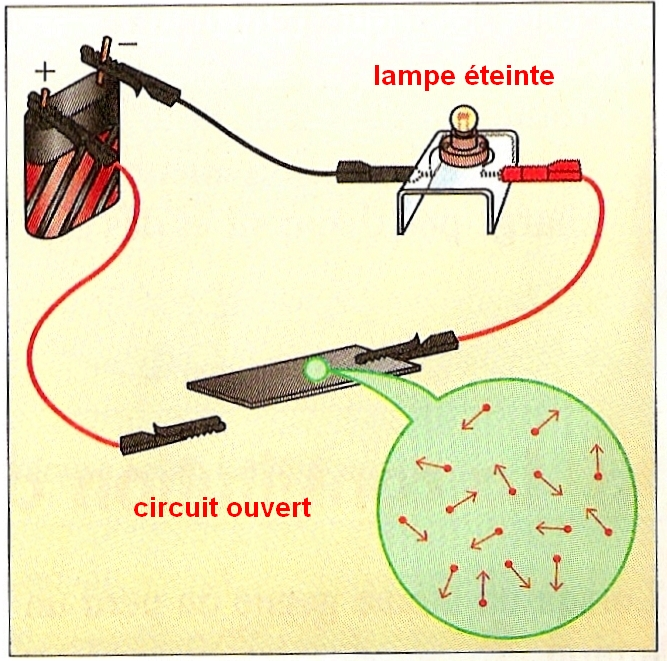 −
+
lampe éteinte
circuit ouvert